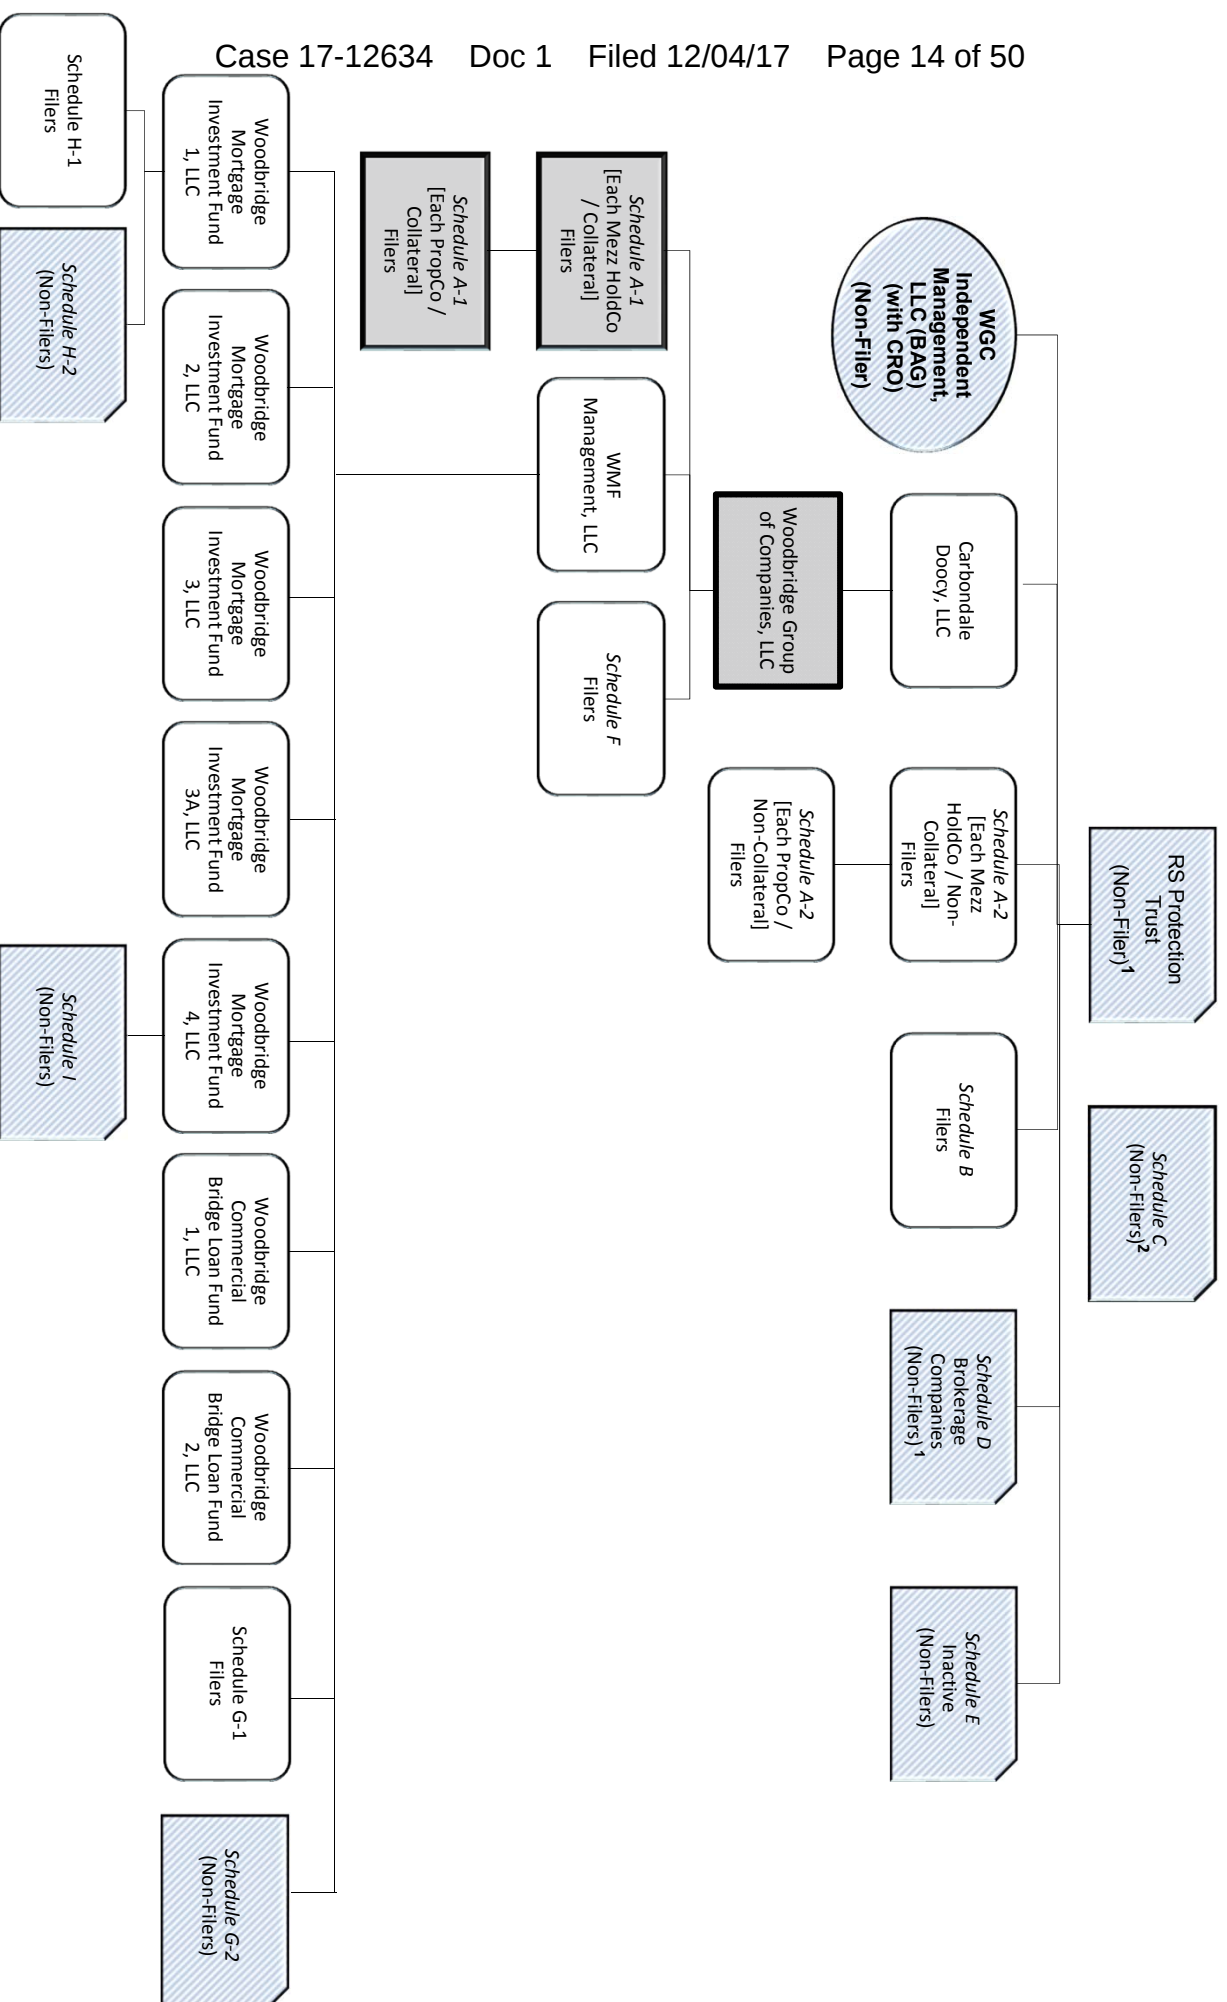 Case 17-12634 Doc 1 Filed 12/04/17 Page 14 of 50
RS Protection
Trust
(Non-Filer)¹
Schedule C
(Non-Filers)²
WGC
Independent
Management,
LLC (BAG)
(with CRO)
(Non-Filer)
Carbondale
Doocy, LLC
Schedule A-2
[Each Mezz
HoldCo / Non-
Collateral]
Filers
Schedule B
Filers
Schedule D
Brokerage
Companies
(Non-Filers) ¹
Schedule E
Inactive
(Non-Filers)
Woodbridge Group
of Companies, LLC
Schedule A-2
[Each PropCo /
Non-Collateral]
Filers
Schedule A-1
[Each Mezz HoldCo
/ Collateral]
Filers
WMF
Management, LLC
Schedule F
Filers
Schedule A-1
[Each PropCo /
Collateral]
Filers
Woodbridge
Mortgage
Investment Fund
1, LLC
Woodbridge
Mortgage
Investment Fund
2, LLC
Woodbridge
Mortgage
Investment Fund
3, LLC
Woodbridge
Mortgage
Investment Fund
3A, LLC
Woodbridge
Mortgage
Investment Fund
4, LLC
Woodbridge
Commercial
Bridge Loan Fund
1, LLC
Woodbridge
Commercial
Bridge Loan Fund
2, LLC
Schedule G-1
Filers
Schedule G-2
(Non-Filers)
Schedule H-1
Filers
Schedule H-2
(Non-Filers)
Schedule I
(Non-Filers)